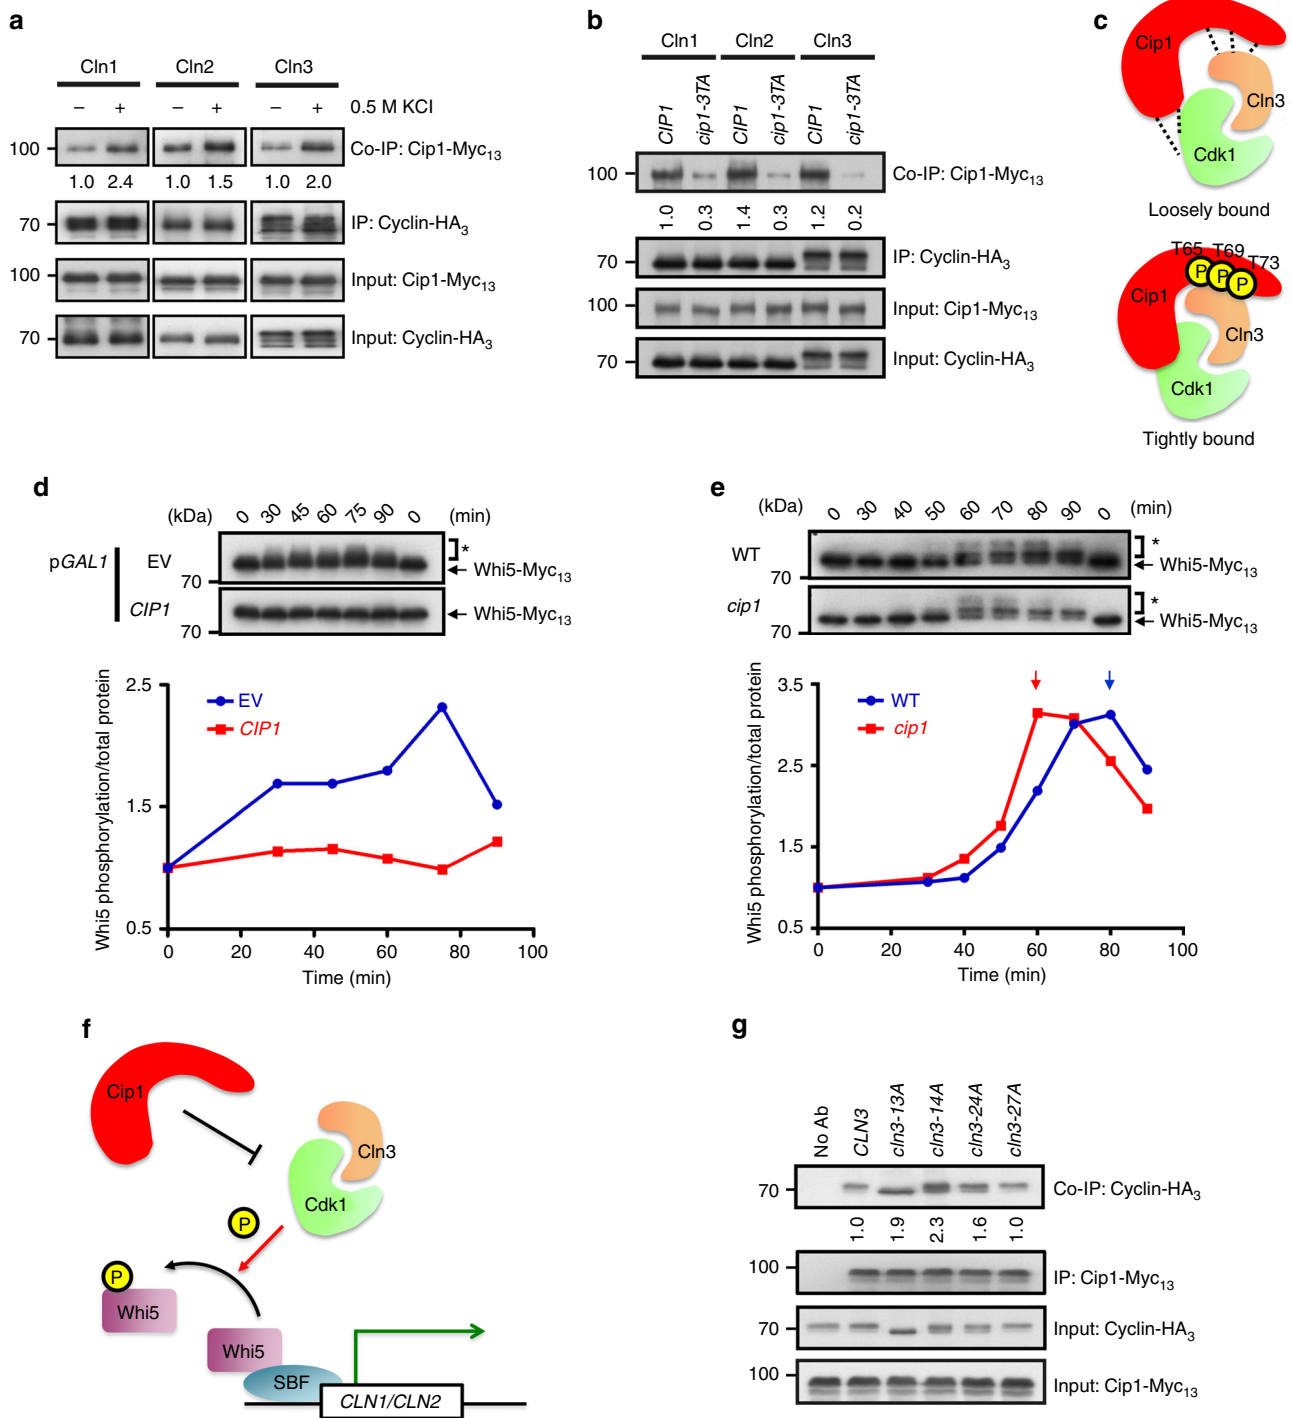 a
Cln1 Cln2 Cln3
– + – + – + 0.5 M KCl
100 Co-IP: Cip1-Myc13
1.0 2.4 1.0 1.5 1.0 2.0
70 IP: Cyclin-HA3
100 Input: Cip1-Myc13
70 Input: Cyclin-HA3
b
Cln1 Cln2 Cln3
CIP1 cip1-3TA CIP1 cip1-3TA CIP1 cip1-3TA
100 Co-IP: Cip1-Myc13
1.0 0.3 1.4 0.3 1.2 0.2
70 IP: Cyclin-HA3
100 Input: Cip1-Myc13
70 Input: Cyclin-HA3
c
Cip1
Cln3
Cdk1
Loosely bound
T65 T69 T73
P P P
Cip1
Cln3
Cdk1
Tightly bound
d
(kDa) 0 30 45 60 75 90 0 (min)
pGAL1 EV *
70 Whi5-Myc13
CIP1 Whi5-Myc13
70
Whi5 phosphorylation/total protein
2.5
1.5
0.5
EV
CIP1
0 20 40 60 80 100
Time (min)
e
(kDa) 0 30 40 50 60 70 80 90 0 (min)
WT *
70 Whi5-Myc13
cip1 *
70 Whi5-Myc13
Whi5 phosphorylation/total protein
3.5
2.5
1.5
0.5
WT
cip1
0 20 40 60 80 100
Time (min)
f
Cip1
Cln3
Cdk1
P
P
Whi5
Whi5
SBF
CLN1/CLN2
g
No Ab CLN3 cln3-13A cln3-14A cln3-24A cln3-27A
70 Co-IP: Cyclin-HA3
1.0 1.9 2.3 1.6 1.0
100 IP: Cip1-Myc13
70 Input: Cyclin-HA3
100 Input: Cip1-Myc13